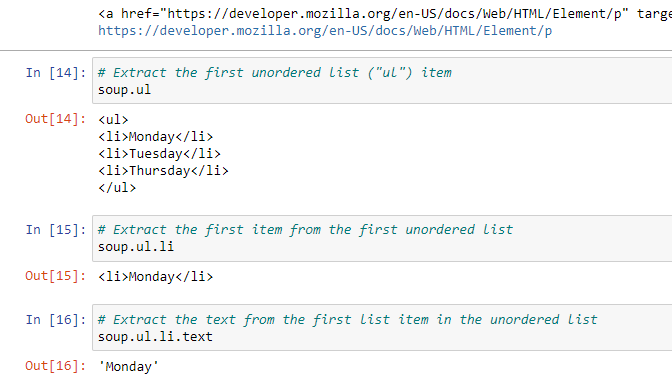 <a href="https://developer.mozilla.org/en-US/docs/Web/HTML/Element/p" targe
https://developer.mozilla.org/en-US/docs/Web/HTML/Element/p
In [14]: # Extract the first unordered list ("ul") item
soup.ul
Out[14]: <ul>
<li>Monday</li>
<li>Tuesday</li>
<li>Thursday</li>
</ul>
In [15]: # Extract the first item from the first unordered list
soup.ul.li
Out[15]: <li>Monday</li>
In [16]: # Extract the text from the first list item in the unordered list
soup.ul.li.text
Out[16]: 'Monday'